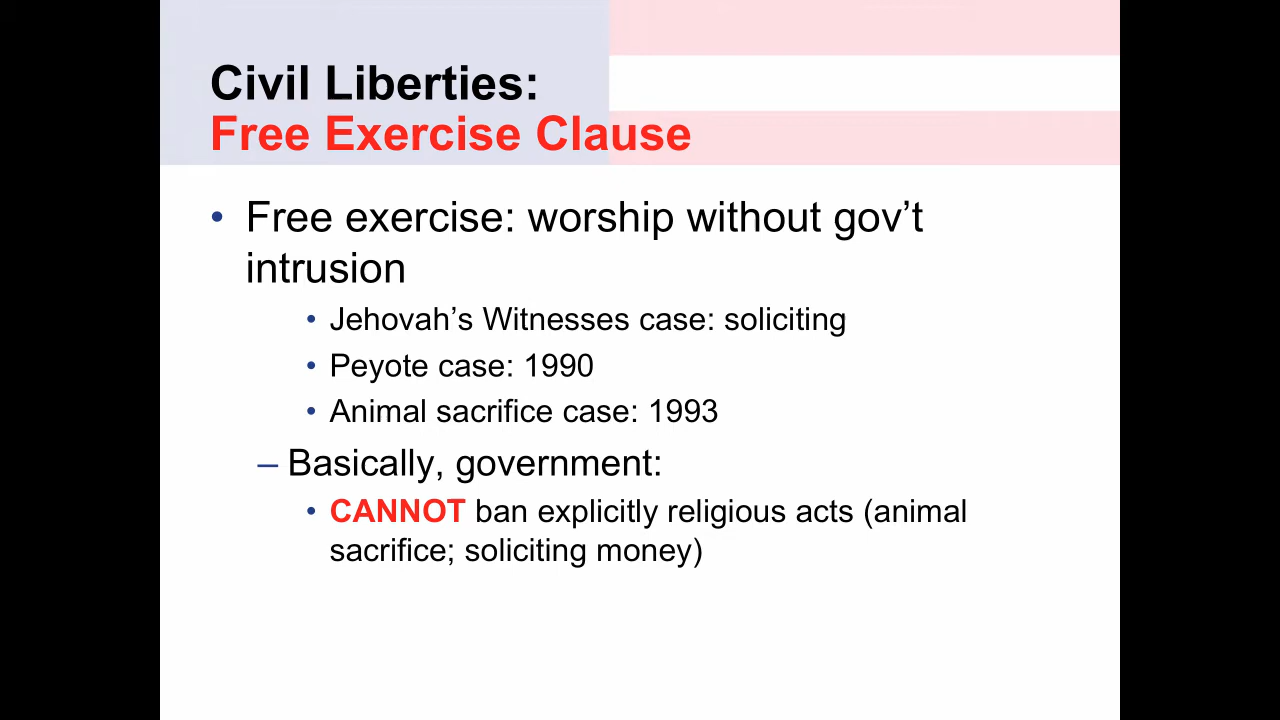 Civil Liberties:
Free Exercise Clause
• Free exercise: worship without gov’t
intrusion
• Jehovah’s Witnesses case: soliciting
• Peyote case: 1990
• Animal sacrifice case: 1993
– Basically, government:
• CANNOT ban explicitly religious acts (animal
sacrifice; soliciting money)